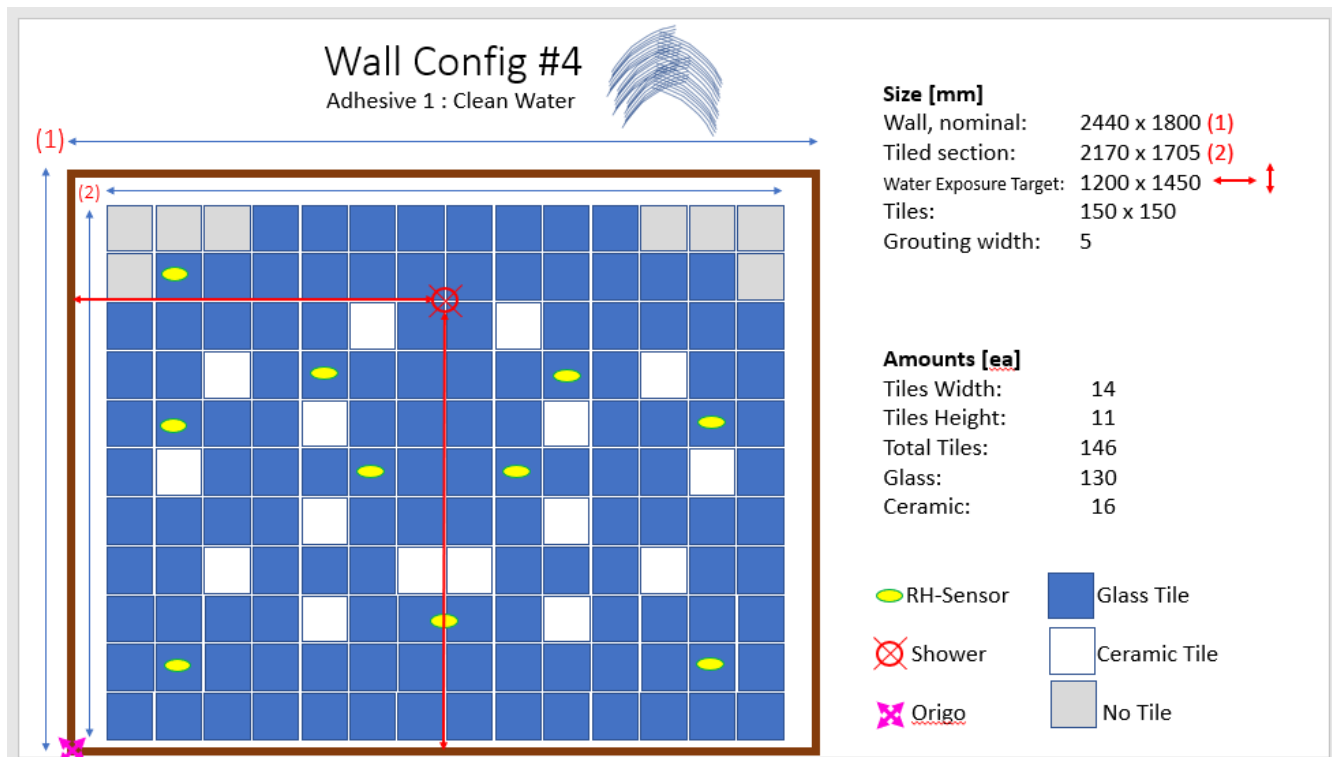 Wall Config #4
Adhesive 1 : Clean Water
(1)
(2)
Size [mm]
Wall, nominal: 2440 x 1800 (1)
Tiled section: 2170 x 1705 (2)
Water Exposure Target: 1200 x 1450
Tiles: 150 x 150
Grouting width: 5
Amounts [ea]
Tiles Width: 14
Tiles Height: 11
Total Tiles: 146
Glass: 130
Ceramic: 16
RH-Sensor Glass Tile
Shower Ceramic Tile
Origo No Tile